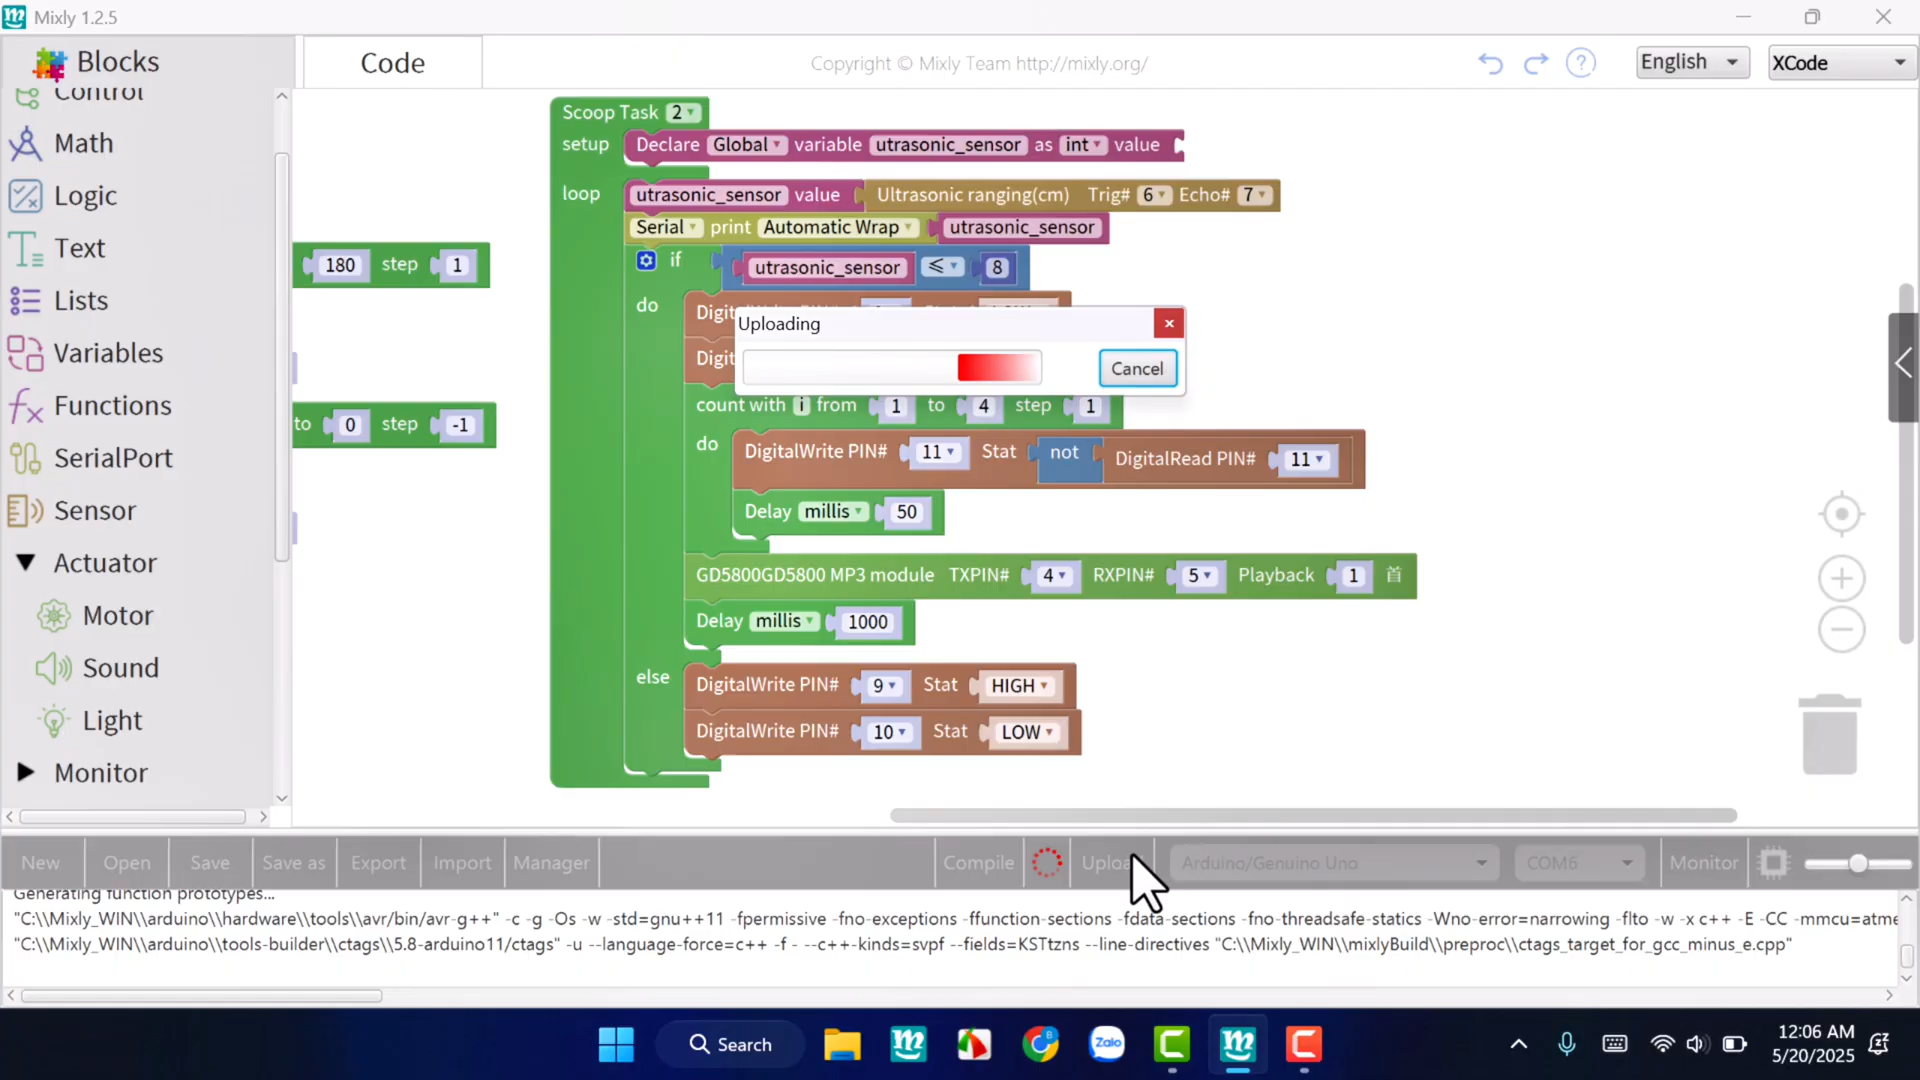 Mixly 1.2.5
Blocks
Code
Copyright © Mixly Team http://mixly.org/
English
XCode
Control
Math
Logic
Text
Lists
Variables
Functions
SerialPort
Sensor
Actuator
Motor
Sound
Light
Monitor
180 step 1
to 0 step -1
Scoop Task 2
setup Declare Global variable utrasonic_sensor as int value
loop utrasonic_sensor value Ultrasonic ranging(cm) Trig# 6 Echo# 7
Serial print Automatic Wrap utrasonic_sensor
if utrasonic_sensor ≤ 8
do
Uploading
Cancel
count with i from 1 to 4 step 1
do DigitalWrite PIN# 11 Stat not DigitalRead PIN# 11
Delay millis 50
GD5800GD5800 MP3 module TXPIN# 4 RXPIN# 5 Playback 1 首
Delay millis 1000
else DigitalWrite PIN# 9 Stat HIGH
DigitalWrite PIN# 10 Stat LOW
New Open Save Save as Export Import Manager Compile Upload Arduino/Genuino Uno COM6 Monitor
Generating function prototypes...
"C:\\Mixly_WIN\\arduino\\hardware\\tools\\avr/bin/avr-g++" -c -g -Os -w -std=gnu++11 -fpermissive -fno-exceptions -ffunction-sections -fdata-sections -fno-threadsafe-statics -Wno-error=narrowing -flto -w -x c++ -E -CC -mmcu=atme
"C:\\Mixly_WIN\\arduino\\tools-builder\\ctags\\5.8-arduino11/ctags" -u --language-force=c++ -f - --c++-kinds=svpf --fields=KSTtzns --line-directives "C:\\Mixly_WIN\\mixlyBuild\\preproc\\ctags_target_for_gcc_minus_e.cpp"
Search
Zalo
12:06 AM
5/20/2025